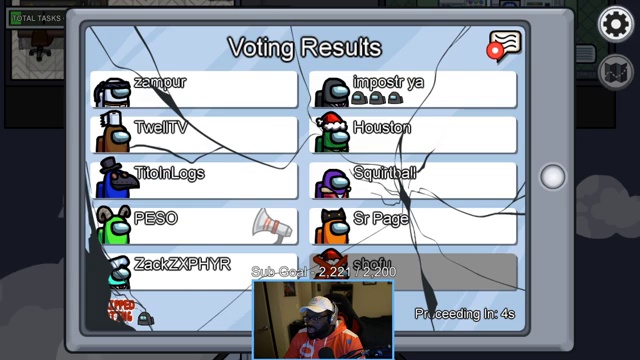 TOTAL TASKS
Voting Results
zampur
impostr ya
TwellTV
Houston
TitoInLogs
Squirtball
PESO
Sr Page
ZackZXPHYR
shofu
Sub Goal : 2,221 / 2,200
Proceeding In: 4s